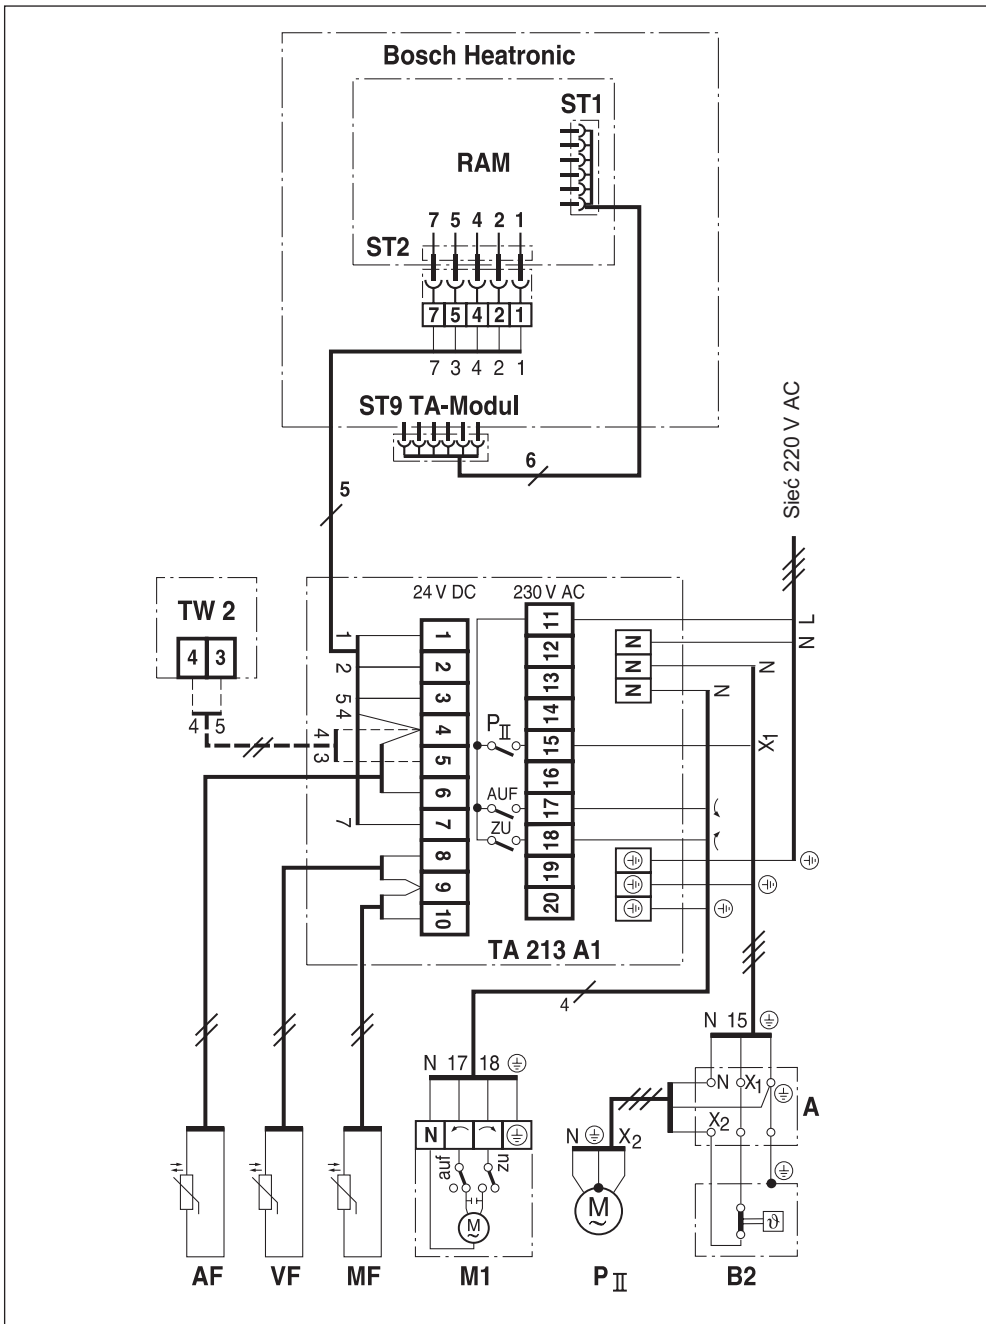 Bosch Heatronic
ST1
RAM
7 5 4 2 1
ST2
7 5 4 2 1
7 3 4 2 1
ST9 TA-Modul
6
5
Sieć 220 V AC
24 V DC 230 V AC
TW 2
4 3
4 5
1
2
5
4
4
3
7
1
2
3
4
5
6
7
8
9
10
P II
AUF
ZU
11
12
13
14
15
16
17
18
19
20
N
N
N
L
N
N
N
X1
TA 213 A1
4
N 15
N X1
A
X2
N 17 18
N
auf zu
M
~
N X2
M
~
ϑ
AF VF MF M1 P II B2